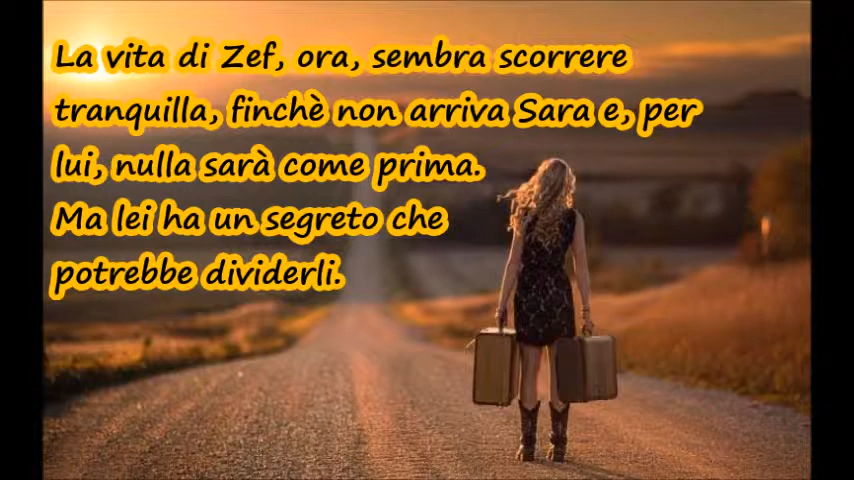 La vita di Zef, ora, sembra scorrere
tranquilla, finchè non arriva Sara e, per
lui, nulla sarà come prima.
Ma lei ha un segreto che
potrebbe dividerli.